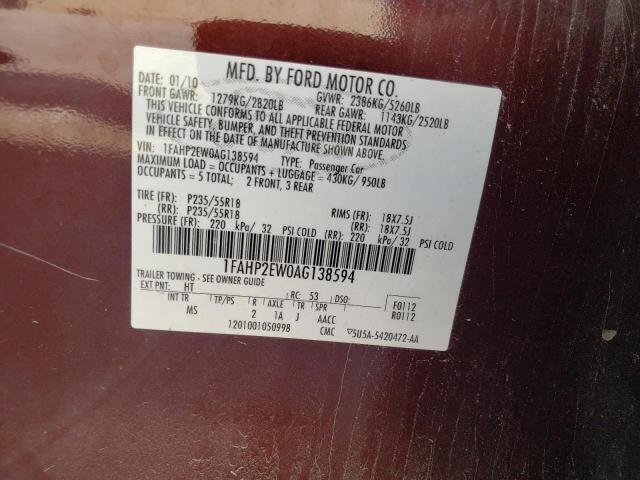 MFD. BY FORD MOTOR CO.
DATE: 01/10 GVWR: 2386KG/5260LB
FRONT GAWR: 1279KG/2820LB REAR GAWR: 1143KG/2520LB
THIS VEHICLE CONFORMS TO ALL APPLICABLE FEDERAL MOTOR
VEHICLE SAFETY, BUMPER, AND THEFT PREVENTION STANDARDS
IN EFFECT ON THE DATE OF MANUFACTURE SHOWN ABOVE.
VIN: 1FAHP2EW0AG138594 TYPE: Passenger Car
MAXIMUM LOAD = OCCUPANTS + LUGGAGE = 430KG/950LB
OCCUPANTS = 5 TOTAL; 2 FRONT, 3 REAR
TIRE (FR): P235/55R18 RIMS (FR): 18X7.5J
(RR): P235/55R18 (RR): 18X7.5J
PRESSURE (FR): 220 kPa/ 32 PSI COLD (RR): 220 kPa/ 32 PSI COLD
1FAHP2EW0AG138594
TRAILER TOWING - SEE OWNER GUIDE
EXT PNT: HT RC: 53 DSO: F0112
INT TR TP/PS R AXLE TR SPR R0112
MS 2 1A J AACC
1201001050998 CMC ▽5U5A-5420472-AA